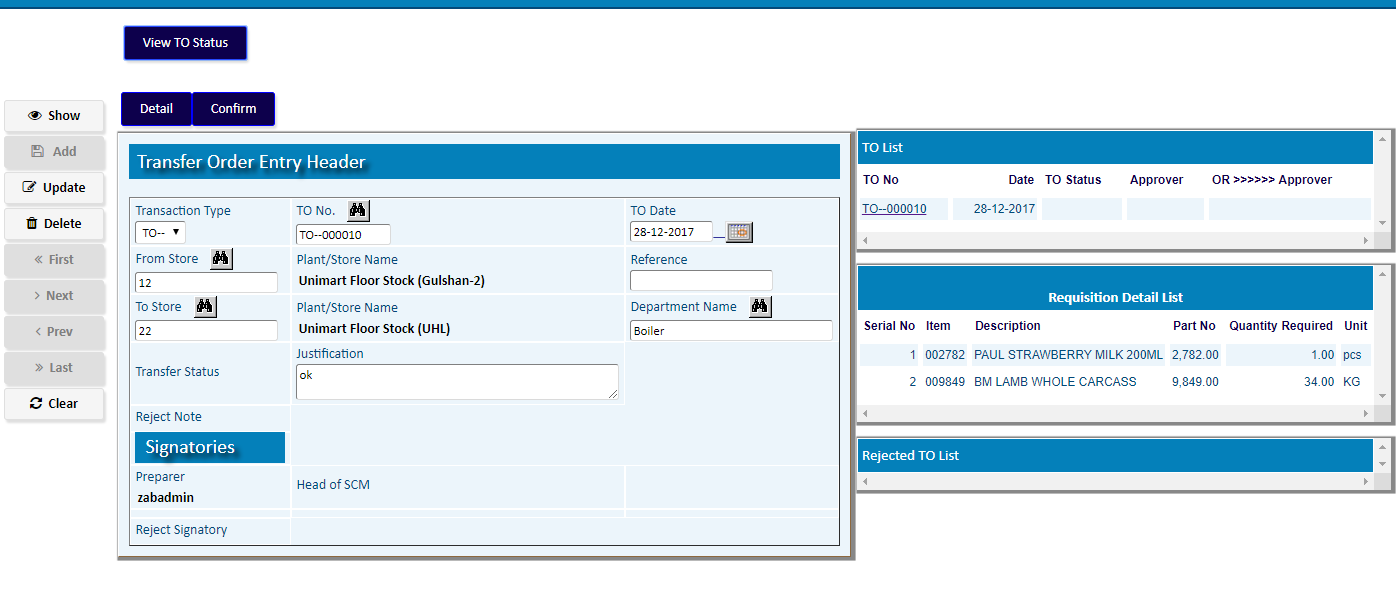 View TO Status
Detail Confirm
Show
Add
Update
Delete
« First
> Next
< Prev
» Last
Clear
Transfer Order Entry Header
Transaction Type TO No. TO Date
TO-- TO--000010 28-12-2017
From Store Plant/Store Name Reference
12 Unimart Floor Stock (Gulshan-2)
To Store Plant/Store Name Department Name
22 Unimart Floor Stock (UHL) Boiler
Justification
Transfer Status ok
Reject Note
Signatories
Preparer Head of SCM
zabadmin
Reject Signatory
TO List
TO No Date TO Status Approver OR >>>>>> Approver
TO--000010 28-12-2017
Requisition Detail List
Serial No Item Description Part No Quantity Required Unit
1 002782 PAUL STRAWBERRY MILK 200ML 2,782.00 1.00 pcs
2 009849 BM LAMB WHOLE CARCASS 9,849.00 34.00 KG
Rejected TO List